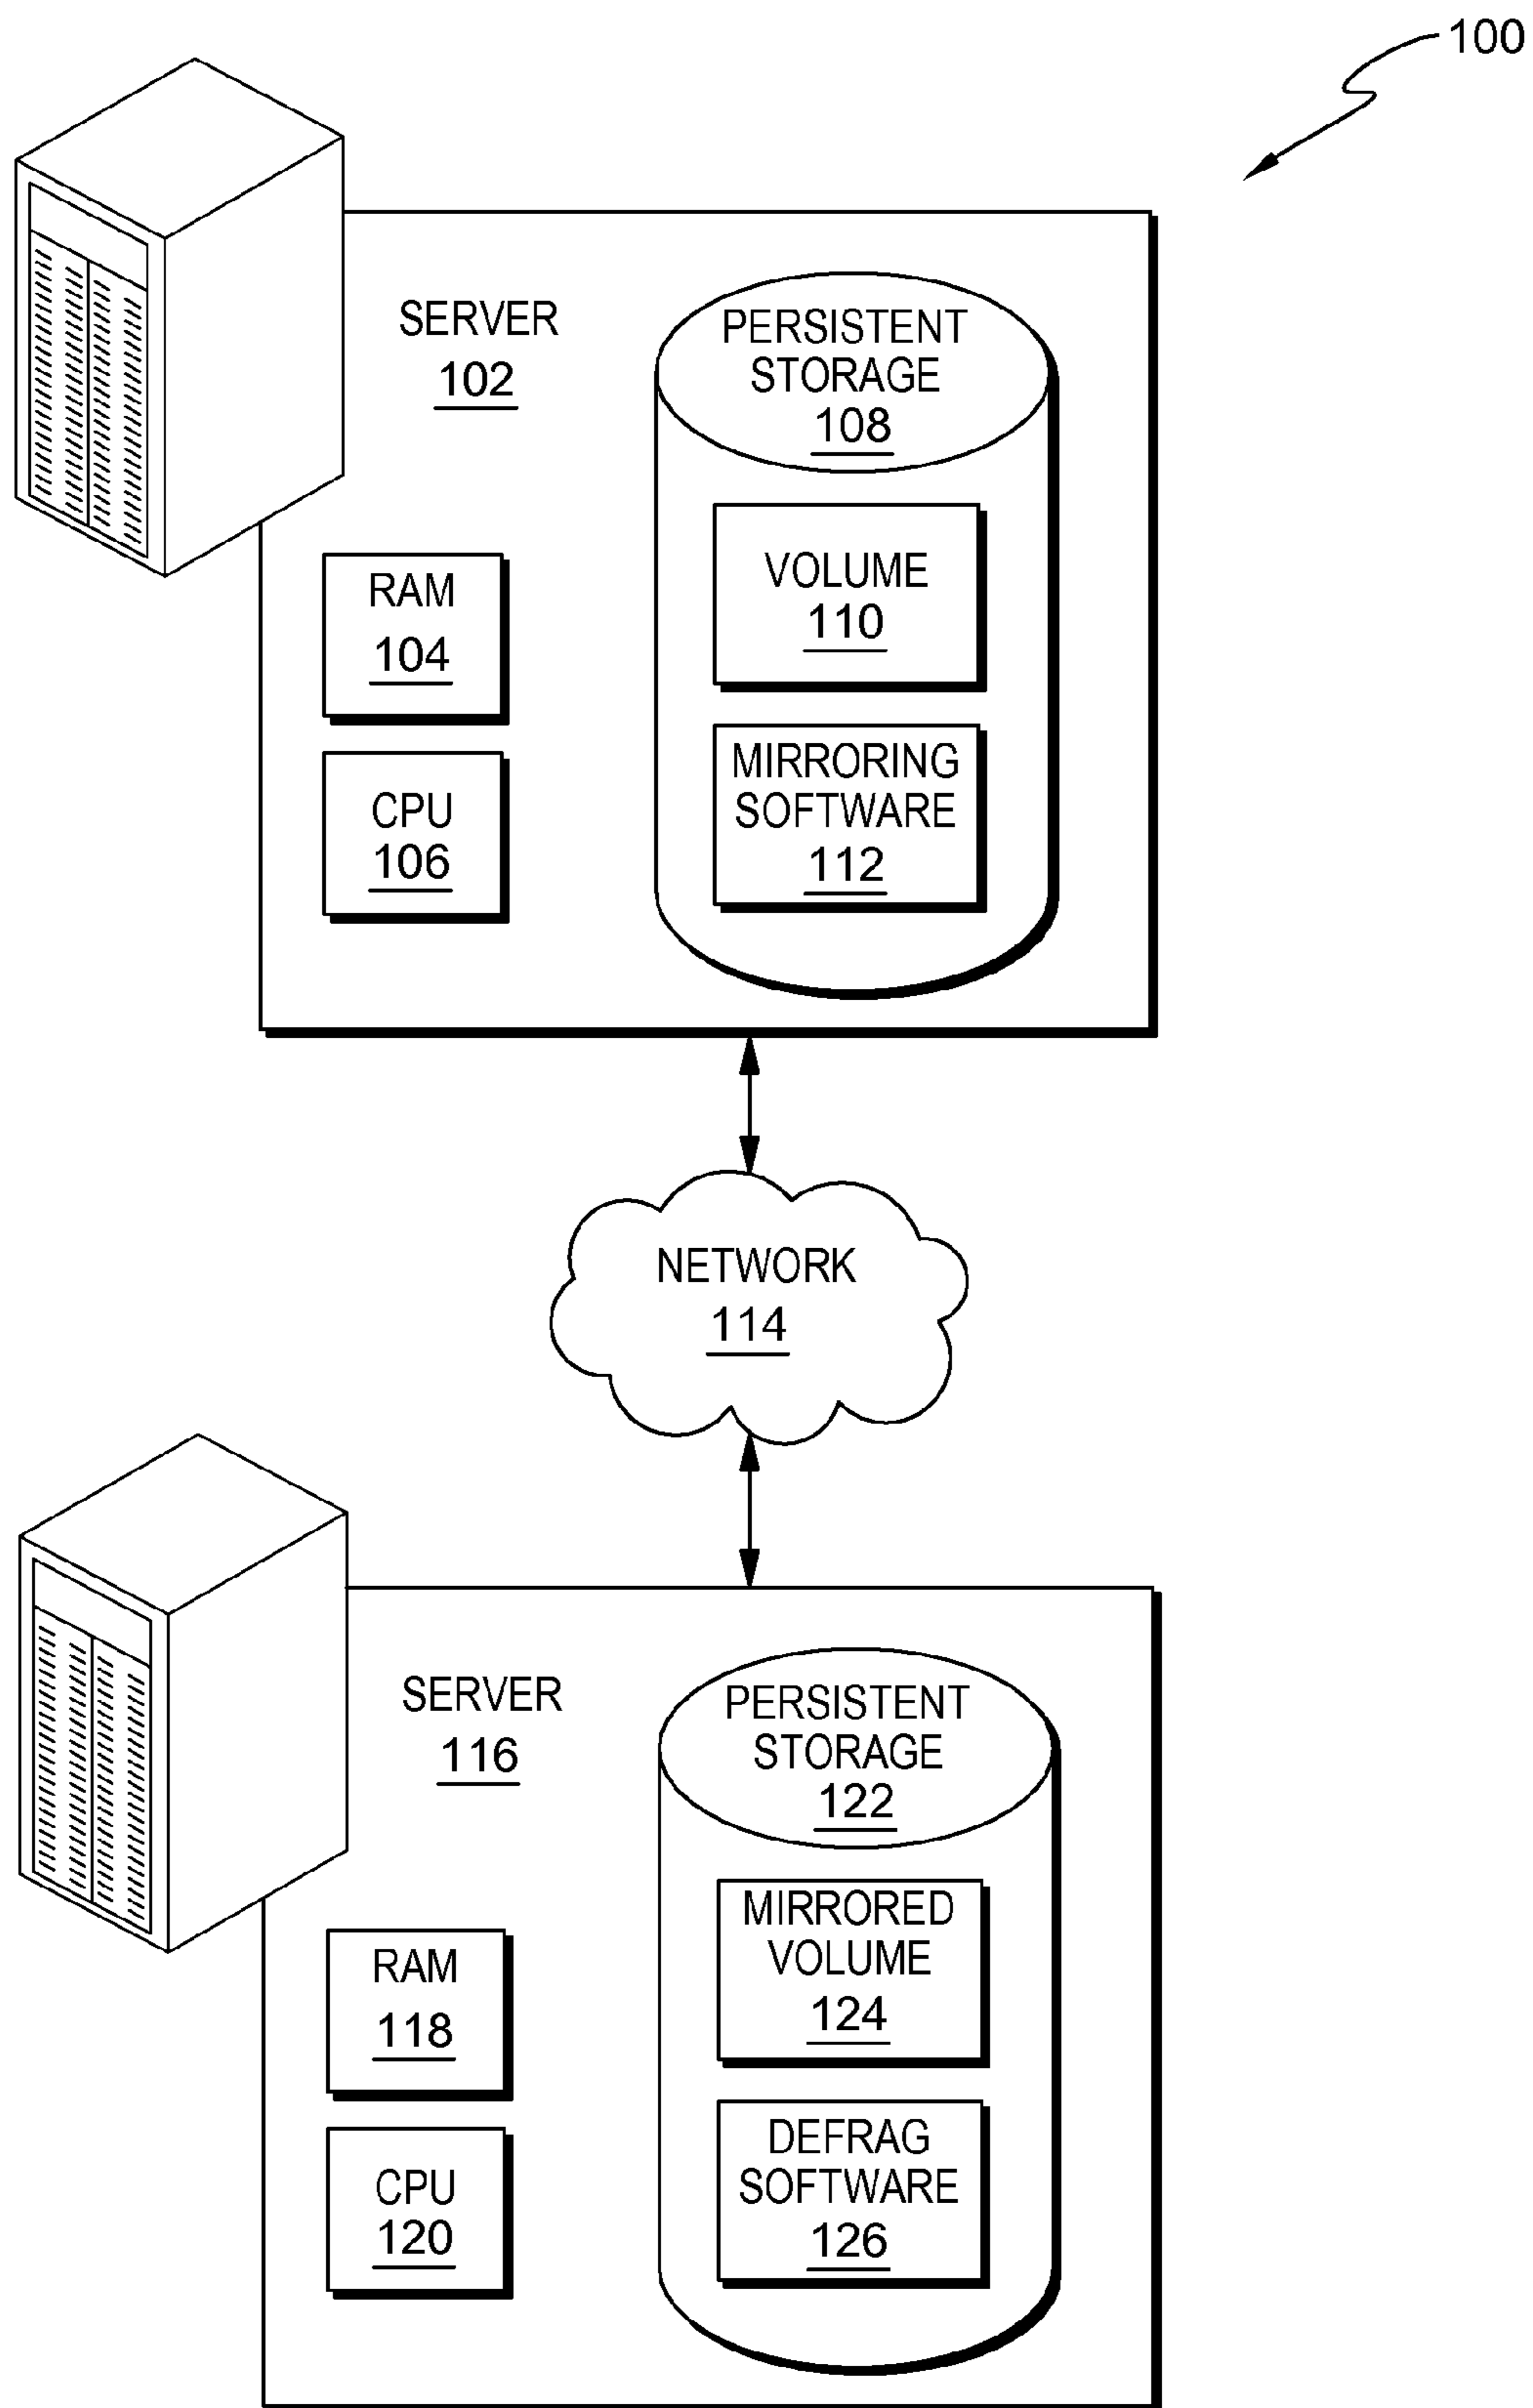 100
SERVER
102
PERSISTENT
STORAGE
108
VOLUME
110
RAM
104
MIRRORING
SOFTWARE
112
CPU
106
NETWORK
114
SERVER
116
PERSISTENT
STORAGE
122
MIRRORED
VOLUME
124
RAM
118
DEFRAG
SOFTWARE
126
CPU
120